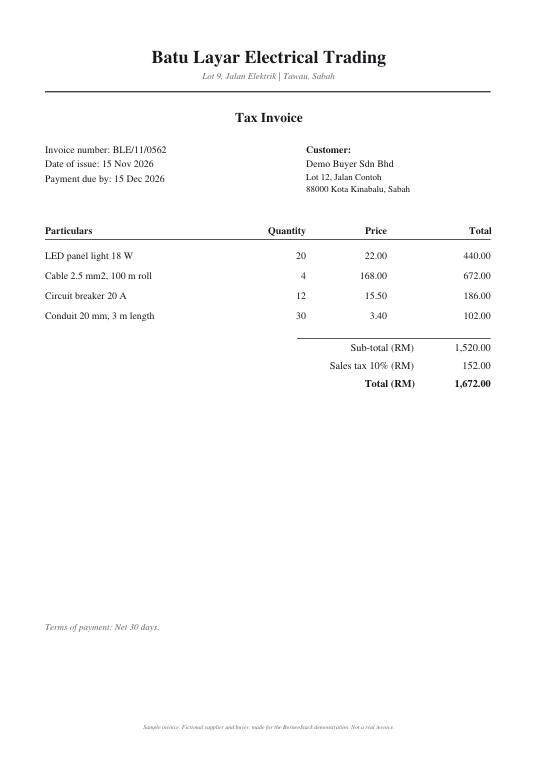 Batu Layar Electrical Trading
Lot 9, Jalan Elektrik | Tawau, Sabah
Tax Invoice
Invoice number: BLE/11/0562
Date of issue: 15 Nov 2026
Payment due by: 15 Dec 2026
Customer:
Demo Buyer Sdn Bhd
Lot 12, Jalan Contoh
88000 Kota Kinabalu, Sabah
Particulars Quantity Price Total
LED panel light 18 W 20 22.00 440.00
Cable 2.5 mm2, 100 m roll 4 168.00 672.00
Circuit breaker 20 A 12 15.50 186.00
Conduit 20 mm, 3 m length 30 3.40 102.00
Sub-total (RM) 1,520.00
Sales tax 10% (RM) 152.00
Total (RM) 1,672.00
Terms of payment: Net 30 days.
Sample invoice. Fictional supplier and buyer, made for the demonstration. Not a real invoice.